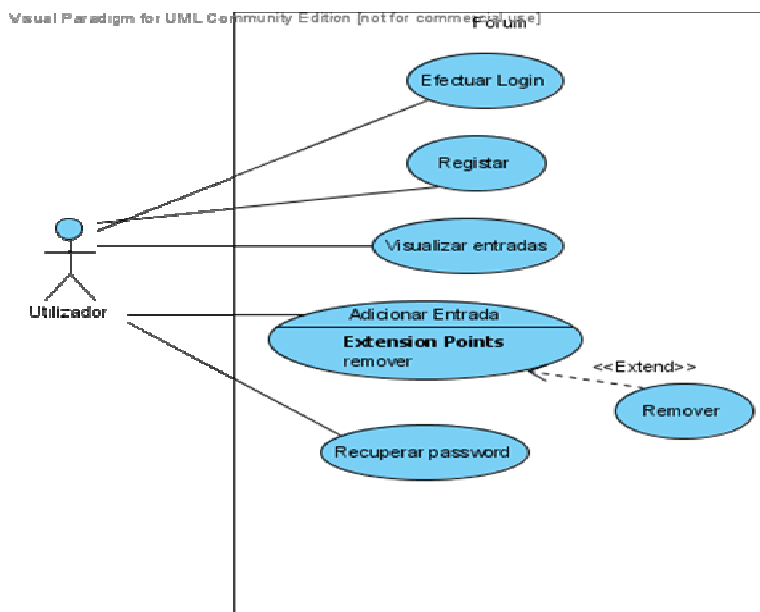 Visual Paradigm for UML Community Edition [not for commercial use]
Forum
Efectuar Login
Registar
Visualizar entradas
Utilizador
Adicionar Entrada
Extension Points
remover
<<Extend>>
Remover
Recuperar password